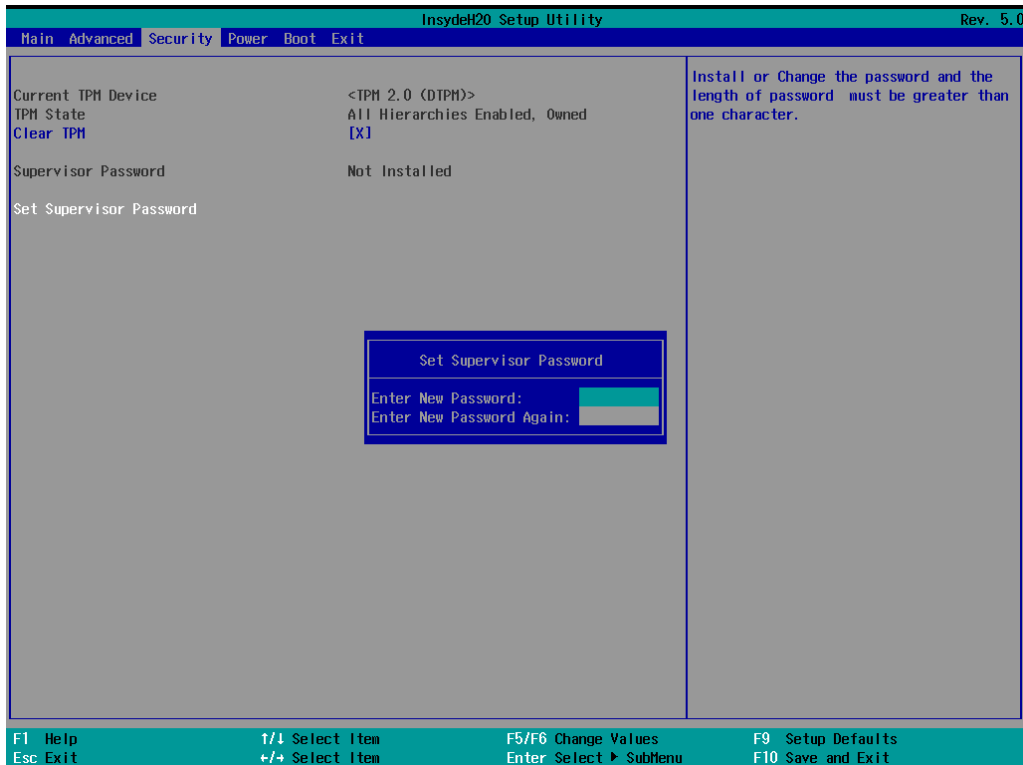 InsydeH20 Setup Utility Rev. 5.0
Main Advanced Security Power Boot Exit
Current TPM Device <TPM 2.0 (DTPM)>
TPM State All Hierarchies Enabled, Owned
Clear TPM [X]
Supervisor Password Not Installed
Set Supervisor Password
Install or Change the password and the
length of password must be greater than
one character.
Set Supervisor Password
Enter New Password:
Enter New Password Again:
F1 Help ↑/↓ Select Item F5/F6 Change Values F9 Setup Defaults
Esc Exit ←/→ Select Item Enter Select ▶ SubMenu F10 Save and Exit